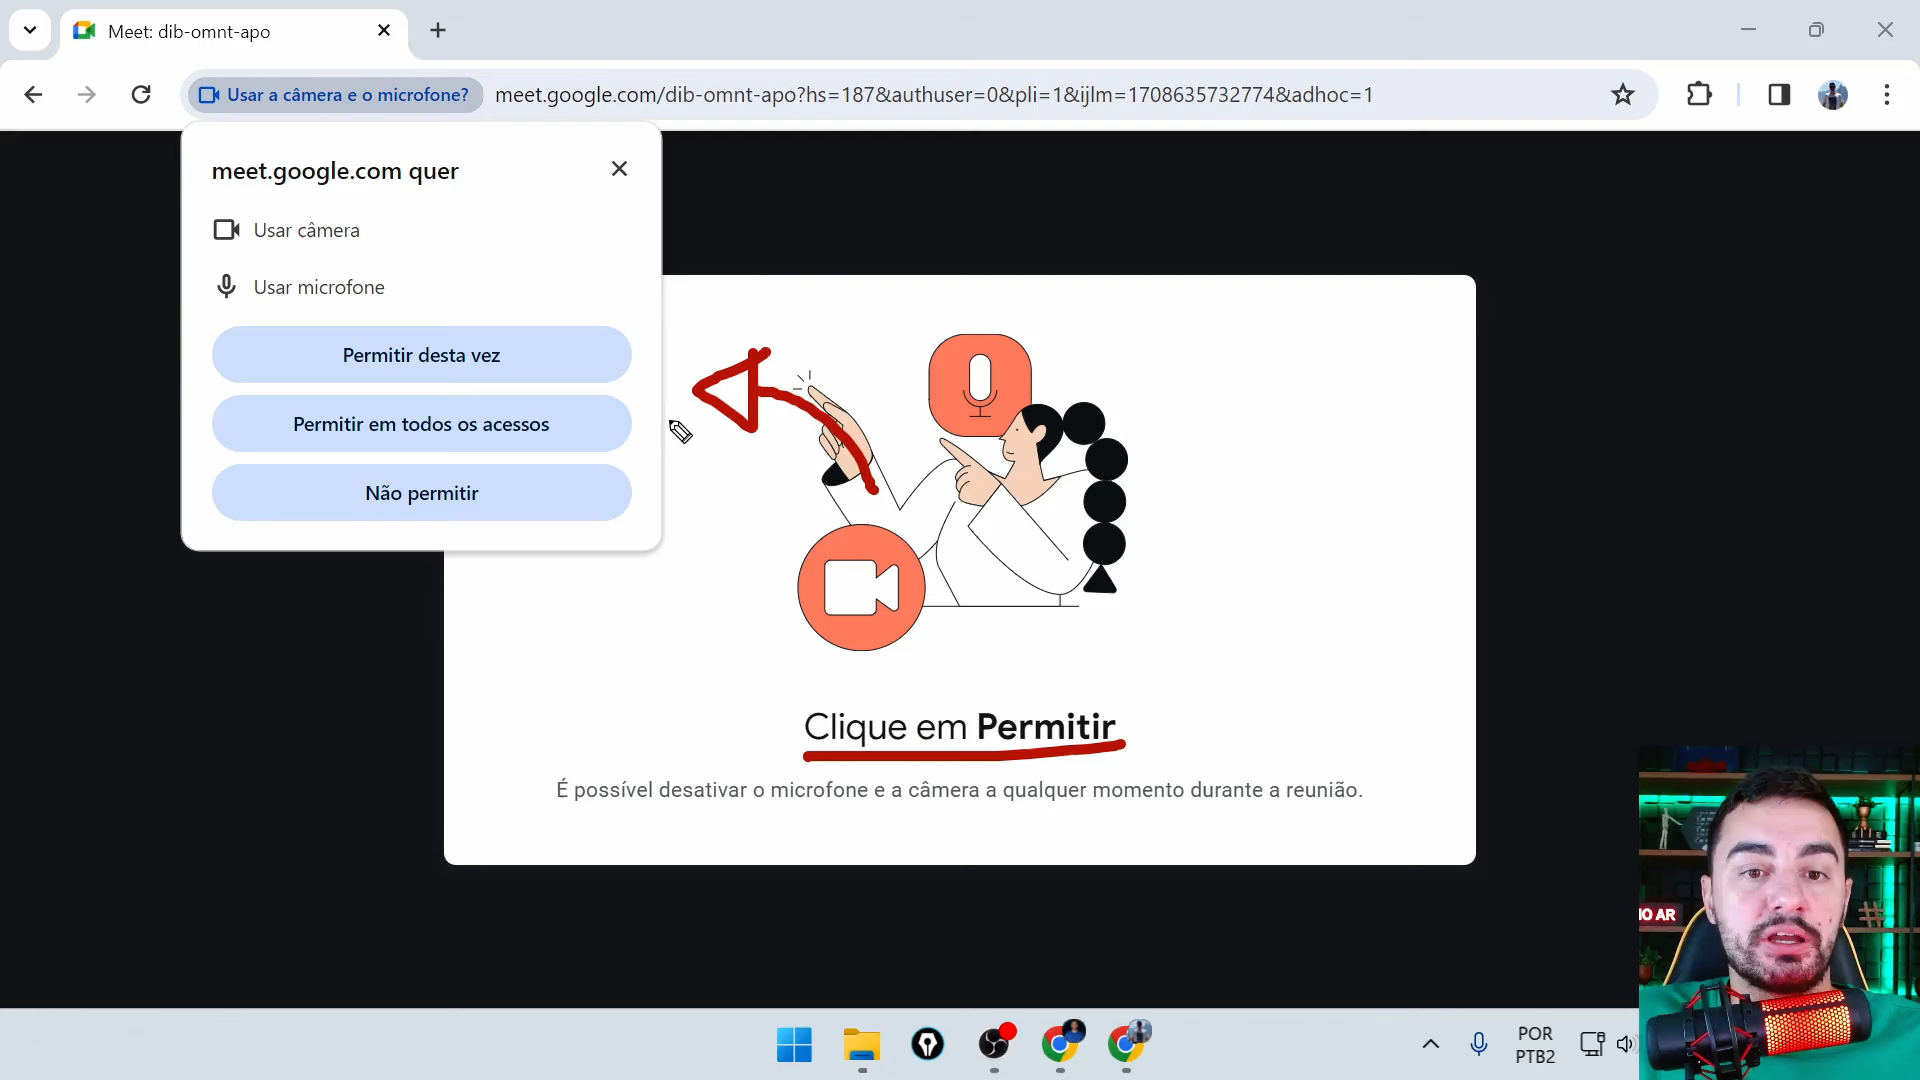 Meet: dib-omnt-apo
Usar a câmera e o microfone?
meet.google.com/dib-omnt-apo?hs=187&authuser=0&pli=1&ijlm=1708635732774&adhoc=1
meet.google.com quer
Usar câmera
Usar microfone
Permitir desta vez
Permitir em todos os acessos
Não permitir
Clique em Permitir
É possível desativar o microfone e a câmera a qualquer momento durante a reunião.
NO AR
POR
PTB2